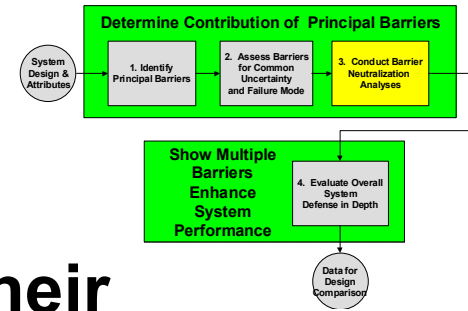 Determine Contribution of Principal Barriers
System
Design &
Attributes
1. Identify
Principal Barriers
2. Assess Barriers
for Common
Uncertainty
and Failure Mode
3. Conduct Barrier
Neutralization
Analyses
Show Multiple
Barriers
Enhance
System
Performance
4. Evaluate Overall
System
Defense in Depth
Data for
Design
Comparison